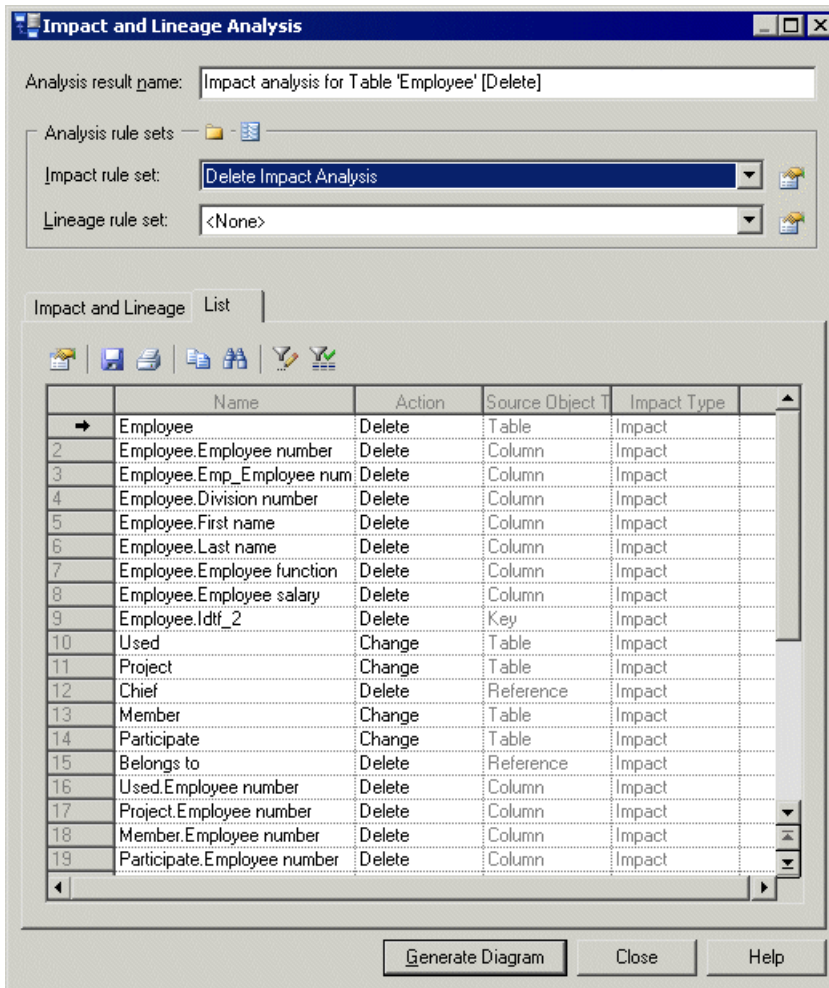 Impact and Lineage Analysis
Analysis result name: Impact analysis for Table 'Employee' [Delete]
Analysis rule sets
Impact rule set: Delete Impact Analysis
Lineage rule set: <None>
Impact and Lineage List
Name Action Source Object T Impact Type
Employee Delete Table Impact
2 Employee.Employee number Delete Column Impact
3 Employee.Emp_Employee num Delete Column Impact
4 Employee.Division number Delete Column Impact
5 Employee.First name Delete Column Impact
6 Employee.Last name Delete Column Impact
7 Employee.Employee function Delete Column Impact
8 Employee.Employee salary Delete Column Impact
9 Employee.Idtf_2 Delete Key Impact
10 Used Change Table Impact
11 Project Change Table Impact
12 Chief Delete Reference Impact
13 Member Change Table Impact
14 Participate Change Table Impact
15 Belongs to Delete Reference Impact
16 Used.Employee number Delete Column Impact
17 Project.Employee number Delete Column Impact
18 Member.Employee number Delete Column Impact
19 Participate.Employee number Delete Column Impact
Generate Diagram Close Help